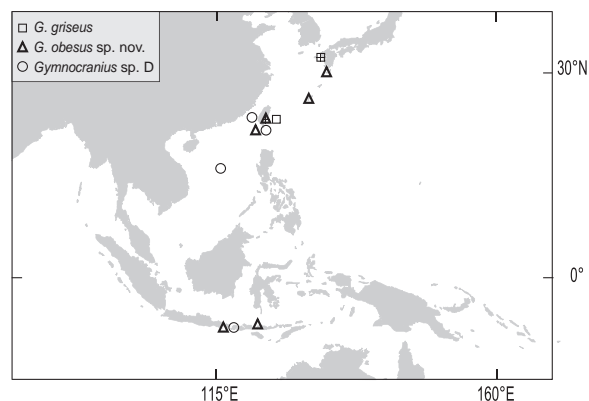 G. griseus
G. obesus sp. nov.
Gymnocranius sp. D
30°N
0°
115°E
160°E